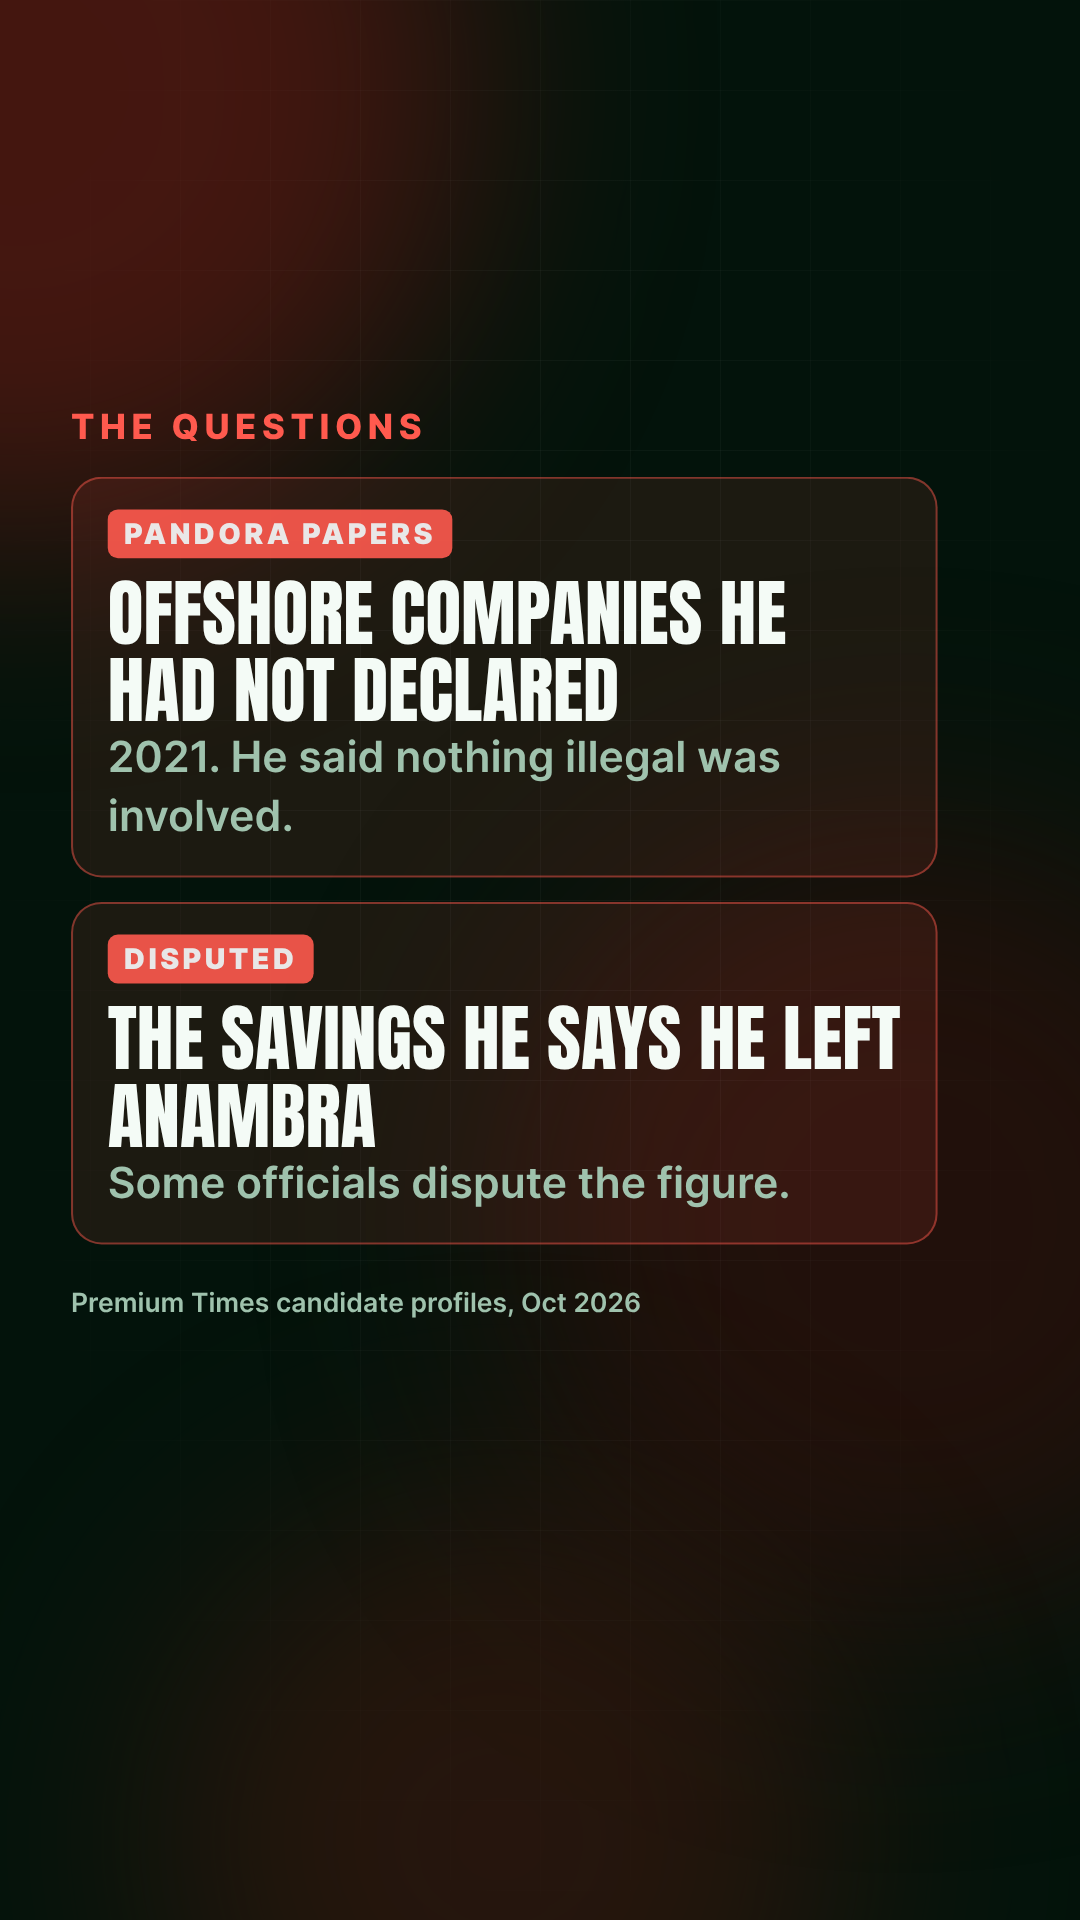 THE QUESTIONS
PANDORA PAPERS
OFFSHORE COMPANIES HE
HAD NOT DECLARED
2021. He said nothing illegal was
involved.
DISPUTED
THE SAVINGS HE SAYS HE LEFT
ANAMBRA
Some officials dispute the figure.
Premium Times candidate profiles, Oct 2026